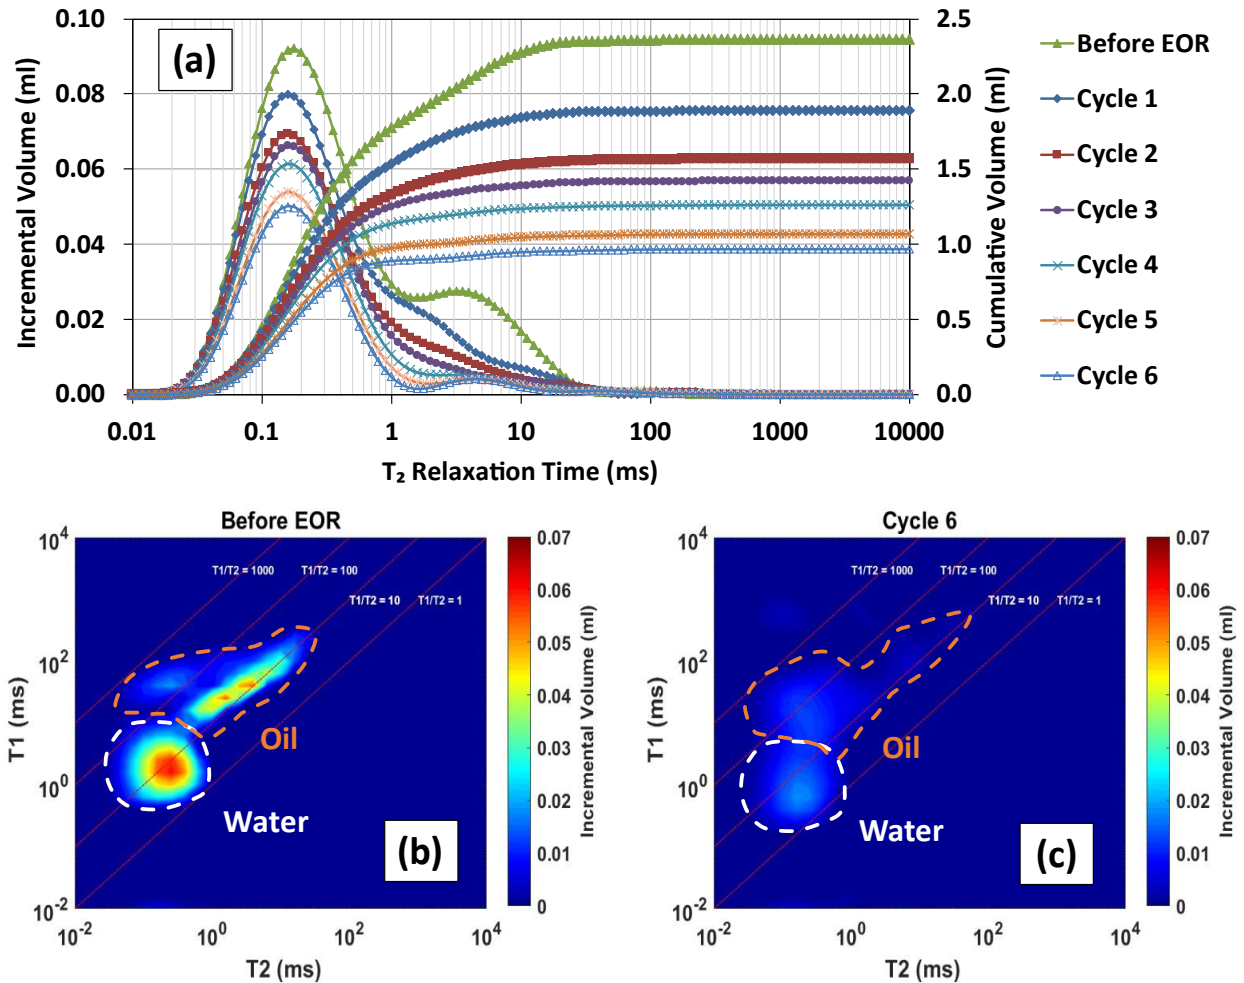 (a)
Incremental Volume (ml)
0.10
0.08
0.06
0.04
0.02
0.00
0.01
0.1
1
10
100
1000
10000
T₂ Relaxation Time (ms)
2.5
2.0
1.5
1.0
0.5
0.0
Cumulative Volume (ml)
Before EOR
Cycle 1
Cycle 2
Cycle 3
Cycle 4
Cycle 5
Cycle 6
Before EOR
T1 (ms)
10⁴
10²
10⁰
10⁻²
T1/T2 = 1000
T1/T2 = 100
T1/T2 = 10
T1/T2 = 1
Oil
Water
(b)
10⁻²
10⁰
10²
10⁴
T2 (ms)
0.07
0.06
0.05
0.04
0.03
0.02
0.01
0
Incremental Volume (ml)
Cycle 6
T1 (ms)
10⁴
10²
10⁰
10⁻²
T1/T2 = 1000
T1/T2 = 100
T1/T2 = 10
T1/T2 = 1
Oil
Water
(c)
10⁻²
10⁰
10²
10⁴
T2 (ms)
0.07
0.06
0.05
0.04
0.03
0.02
0.01
0
Incremental Volume (ml)